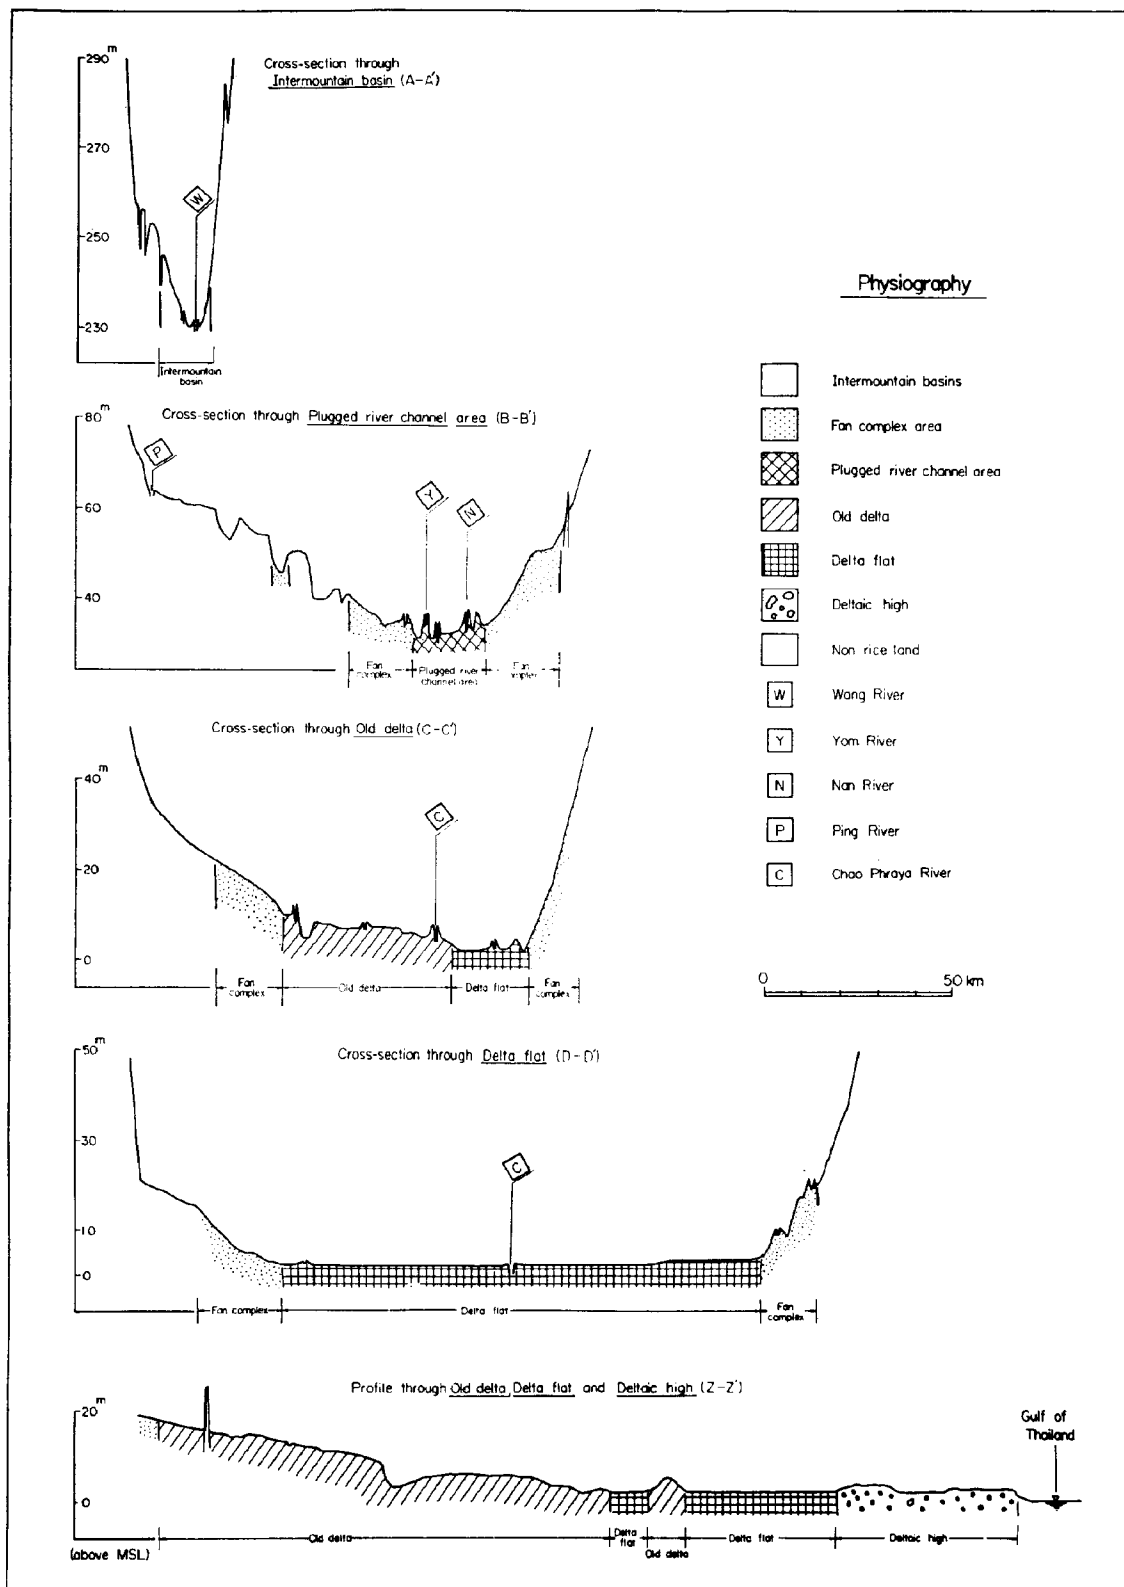 290 m
Cross-section through
Intermountain basin (A-A')
270
W
250
230
Intermountain
basin
Physiography
Intermountain basins
Fan complex area
Plugged river channel area
Old delta
Delta flat
Deltaic high
Non rice land
W Wang River
Y Yom River
N Nan River
P Ping River
C Chao Phraya River
0 50 km
80 m
Cross-section through Plugged river channel area (B-B')
P
Y
N
60
40
Fan
complex
Plugged river
channel area
Fan
complex
Cross-section through Old delta (C-C')
40 m
C
20
0
Fan
complex
Old delta
Delta flat
Fan
complex
50 m
Cross-section through Delta flat (D-D')
30
C
10
0
Fan complex
Delta flat
Fan
complex
Profile through Old delta, Delta flat and Deltaic high (Z-Z')
20 m
Gulf of
Thailand
0
(above MSL)
Old delta
Delta
flat
Old delta
Delta flat
Deltaic high